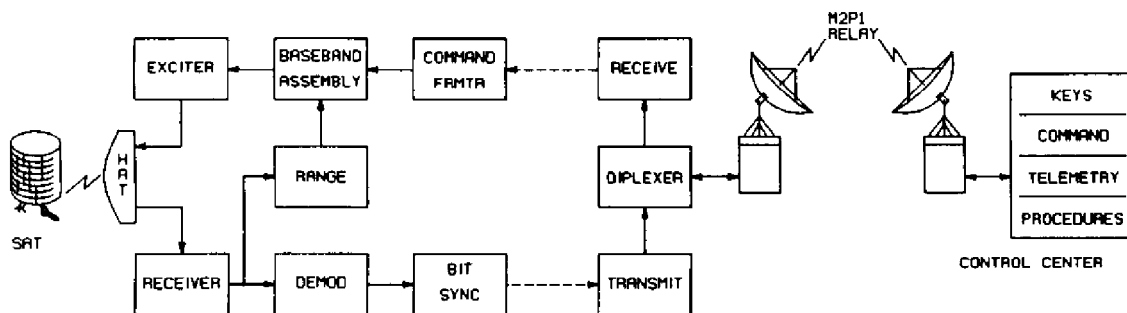 M2P1
RELAY
EXCITER
BASEBAND
ASSEMBLY
COMMAND
FRMTR
RECEIVE
KEYS
COMMAND
TELEMETRY
PROCEDURES
HAT
RANGE
DIPLEXER
SAT
RECEIVER
DEMOD
BIT
SYNC
TRANSMIT
CONTROL CENTER